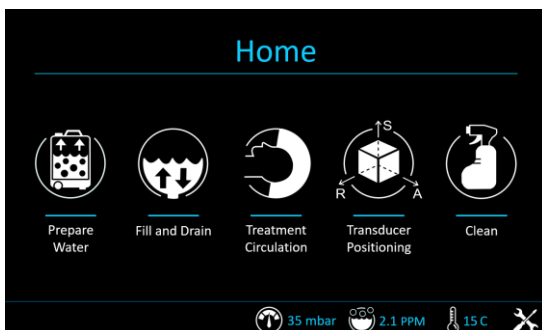 Home
S
R A
Prepare
Water
Fill and Drain
Treatment
Circulation
Transducer
Positioning
Clean
35 mbar
2.1 PPM
15 C